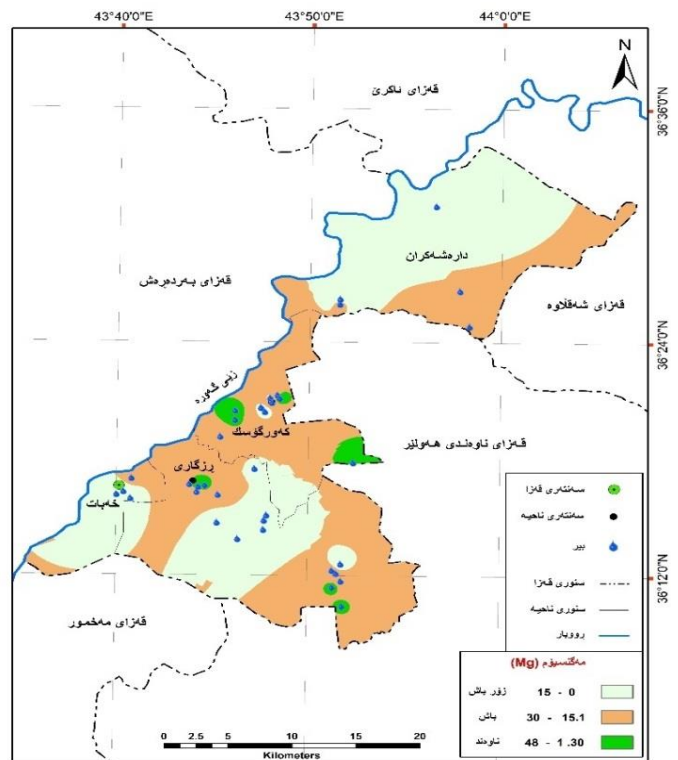 43°40'0"E
43°50'0"E
44°0'0"E
N
قەزای ئاکرێ
36°36'0"N
دارەشەکران
قەزای بەردەڕەش
قەزای شەقڵاوە
36°24'0"N
زێی گەورە
کەورگۆسک
قەزای ناوەندی هەولێر
ڕزگاری
خەبات
سەنتەری قەزا
سەنتەری ناحیە
بیر
سنوری قەزا
سنوری ناحیە
ڕووبار
36°12'0"N
قەزای مەخمور
مەگنسیۆم (Mg)
زۆر باش 15 - 0
باش 30 - 15.1
ناوەند 48 - 1.30
0 2.5 5 10 15 20
Kilometers